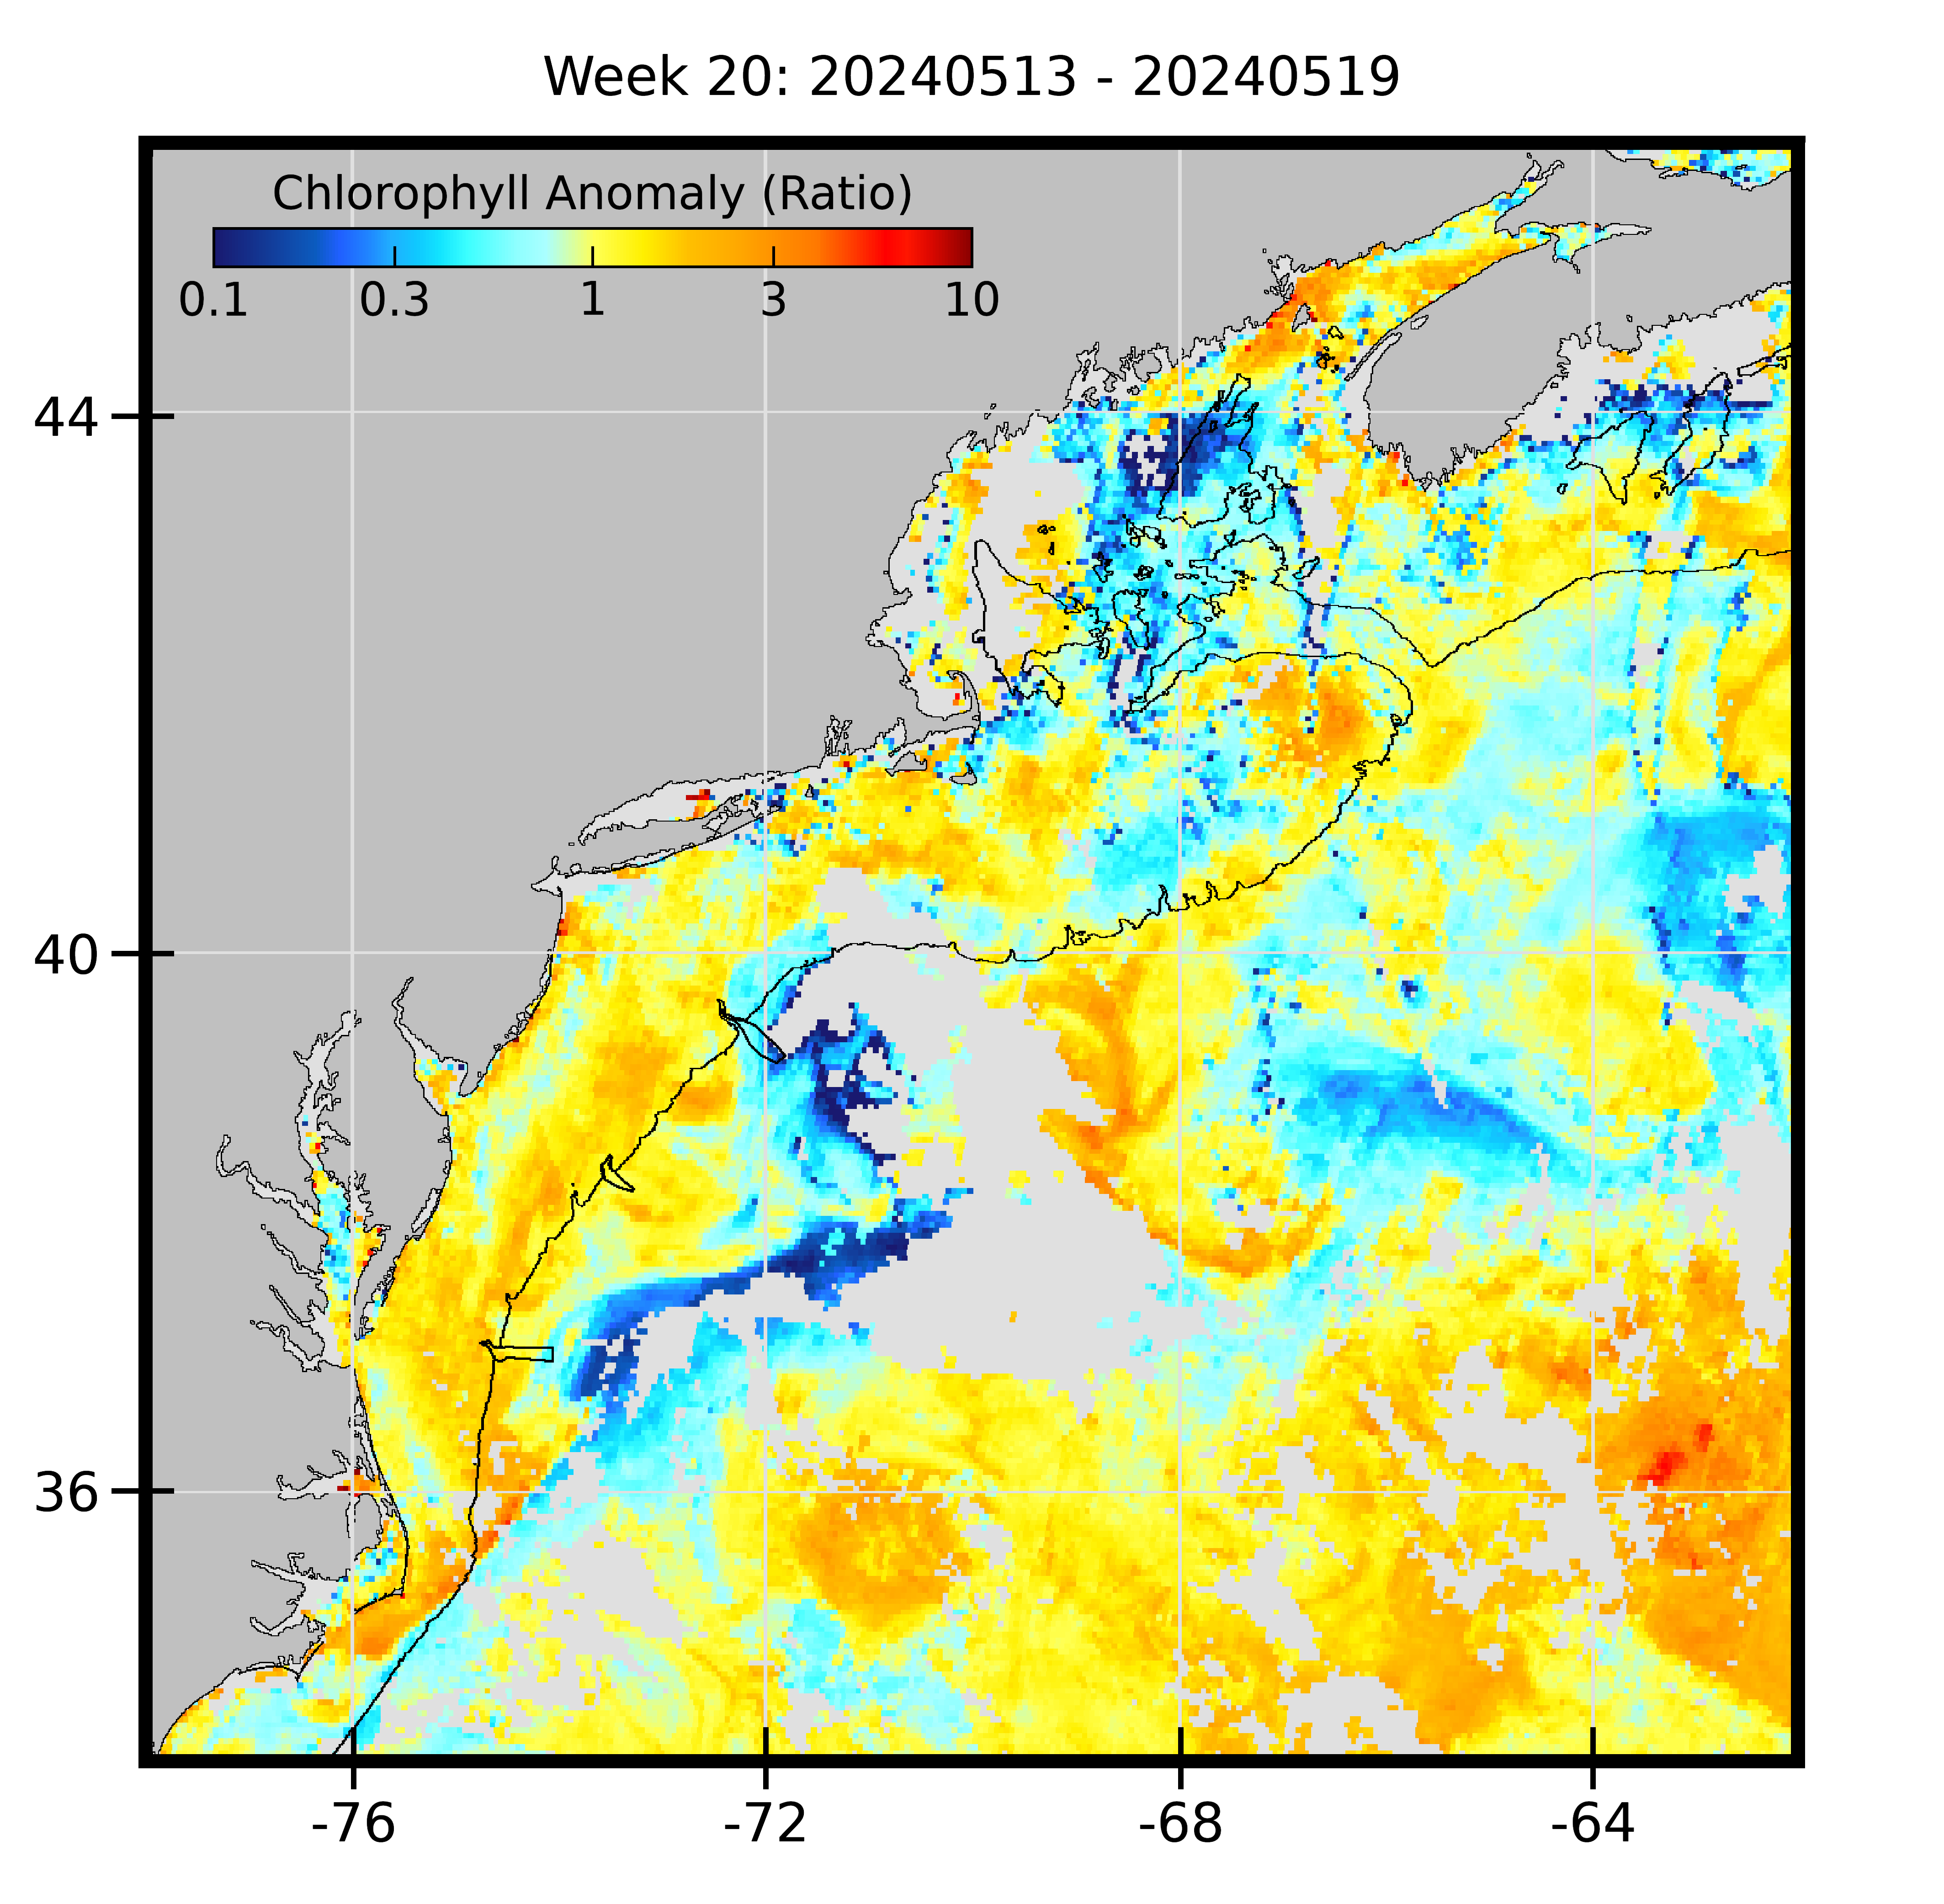 Week 20: 20240513 - 20240519
Chlorophyll Anomaly (Ratio)
0.1 0.3 1 3 10
44
40
36
-76 -72 -68 -64